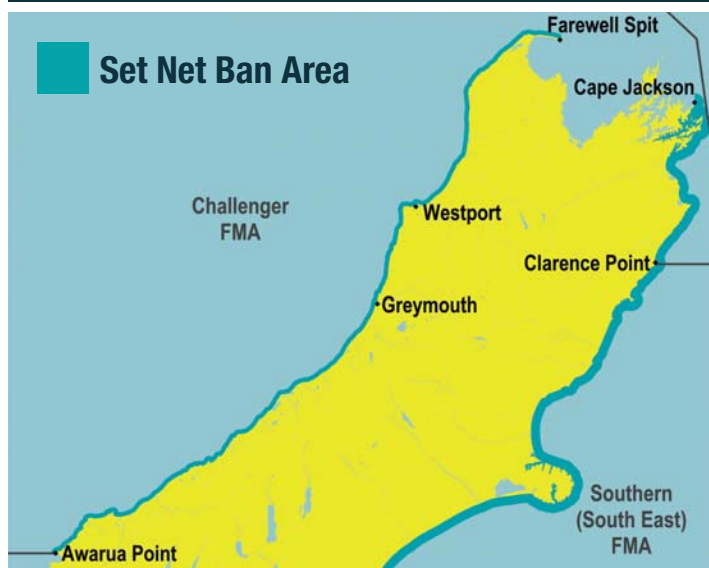 Farewell Spit
Set Net Ban Area
Cape Jackson
Challenger
FMA
Westport
Clarence Point
Greymouth
Southern
(South East)
FMA
Awarua Point